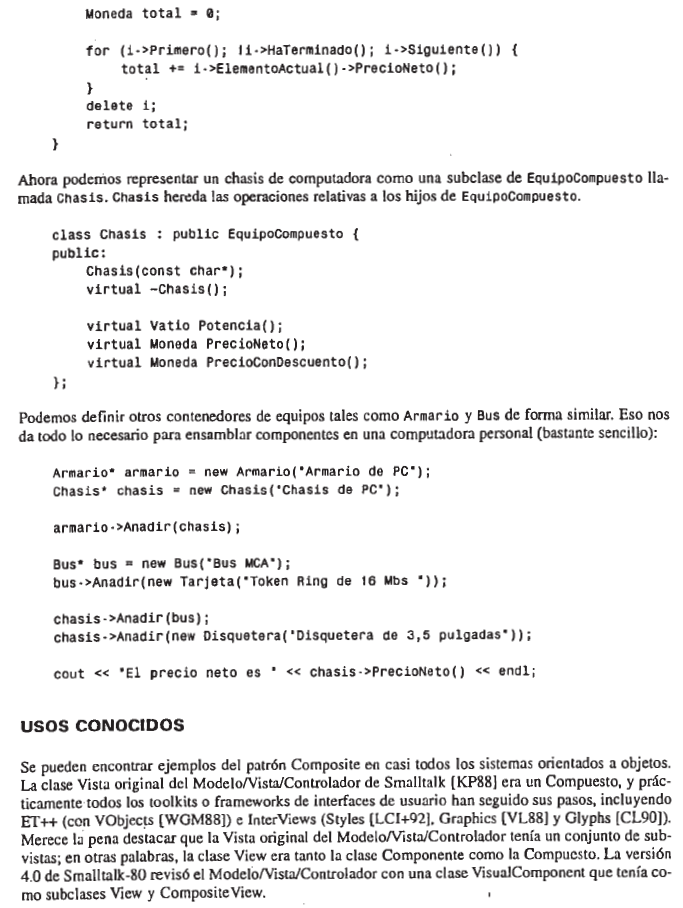 Moneda total = 0;
for (i->Primero(); !i->HaTerminado(); i->Siguiente()) {
total += i->ElementoActual()->PrecioNeto();
}
delete i;
return total;
}
Ahora podemos representar un chasis de computadora como una subclase de EquipoCompuesto lla-
mada Chasis. Chasis hereda las operaciones relativas a los hijos de EquipoCompuesto.
class Chasis : public EquipoCompuesto {
public:
Chasis(const char*);
virtual ~Chasis();
virtual Vatio Potencia();
virtual Moneda PrecioNeto();
virtual Moneda PrecioConDescuento();
};
Podemos definir otros contenedores de equipos tales como Armario y Bus de forma similar. Eso nos
da todo lo necesario para ensamblar componentes en una computadora personal (bastante sencillo):
Armario* armario = new Armario("Armario de PC");
Chasis* chasis = new Chasis("Chasis de PC");
armario->Anadir(chasis);
Bus* bus = new Bus("Bus MCA");
bus->Anadir(new Tarjeta("Token Ring de 16 Mbs "));
chasis->Anadir(bus);
chasis->Anadir(new Disquetera("Disquetera de 3,5 pulgadas"));
cout << "El precio neto es " << chasis->PrecioNeto() << endl;
USOS CONOCIDOS
Se pueden encontrar ejemplos del patrón Composite en casi todos los sistemas orientados a objetos.
La clase Vista original del Modelo/Vista/Controlador de Smalltalk [KP88] era un Compuesto, y prác-
ticamente todos los toolkits o frameworks de interfaces de usuario han seguido sus pasos, incluyendo
ET++ (con VObjects [WGM88]) e InterViews (Styles [LCI+92], Graphics [VL88] y Glyphs [CL90]).
Merece la pena destacar que la Vista original del Modelo/Vista/Controlador tenía un conjunto de sub-
vistas; en otras palabras, la clase View era tanto la clase Componente como la Compuesto. La versión
4.0 de Smalltalk-80 revisó el Modelo/Vista/Controlador con una clase VisualComponent que tenía co-
mo subclases View y CompositeView.